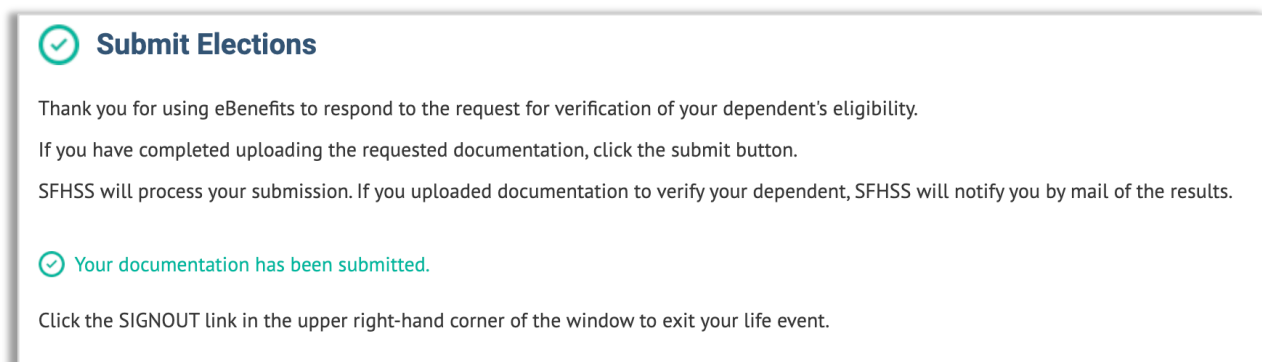 Submit Elections
Thank you for using eBenefits to respond to the request for verification of your dependent's eligibility.
If you have completed uploading the requested documentation, click the submit button.
SFHSS will process your submission. If you uploaded documentation to verify your dependent, SFHSS will notify you by mail of the results.
Your documentation has been submitted.
Click the SIGNOUT link in the upper right-hand corner of the window to exit your life event.